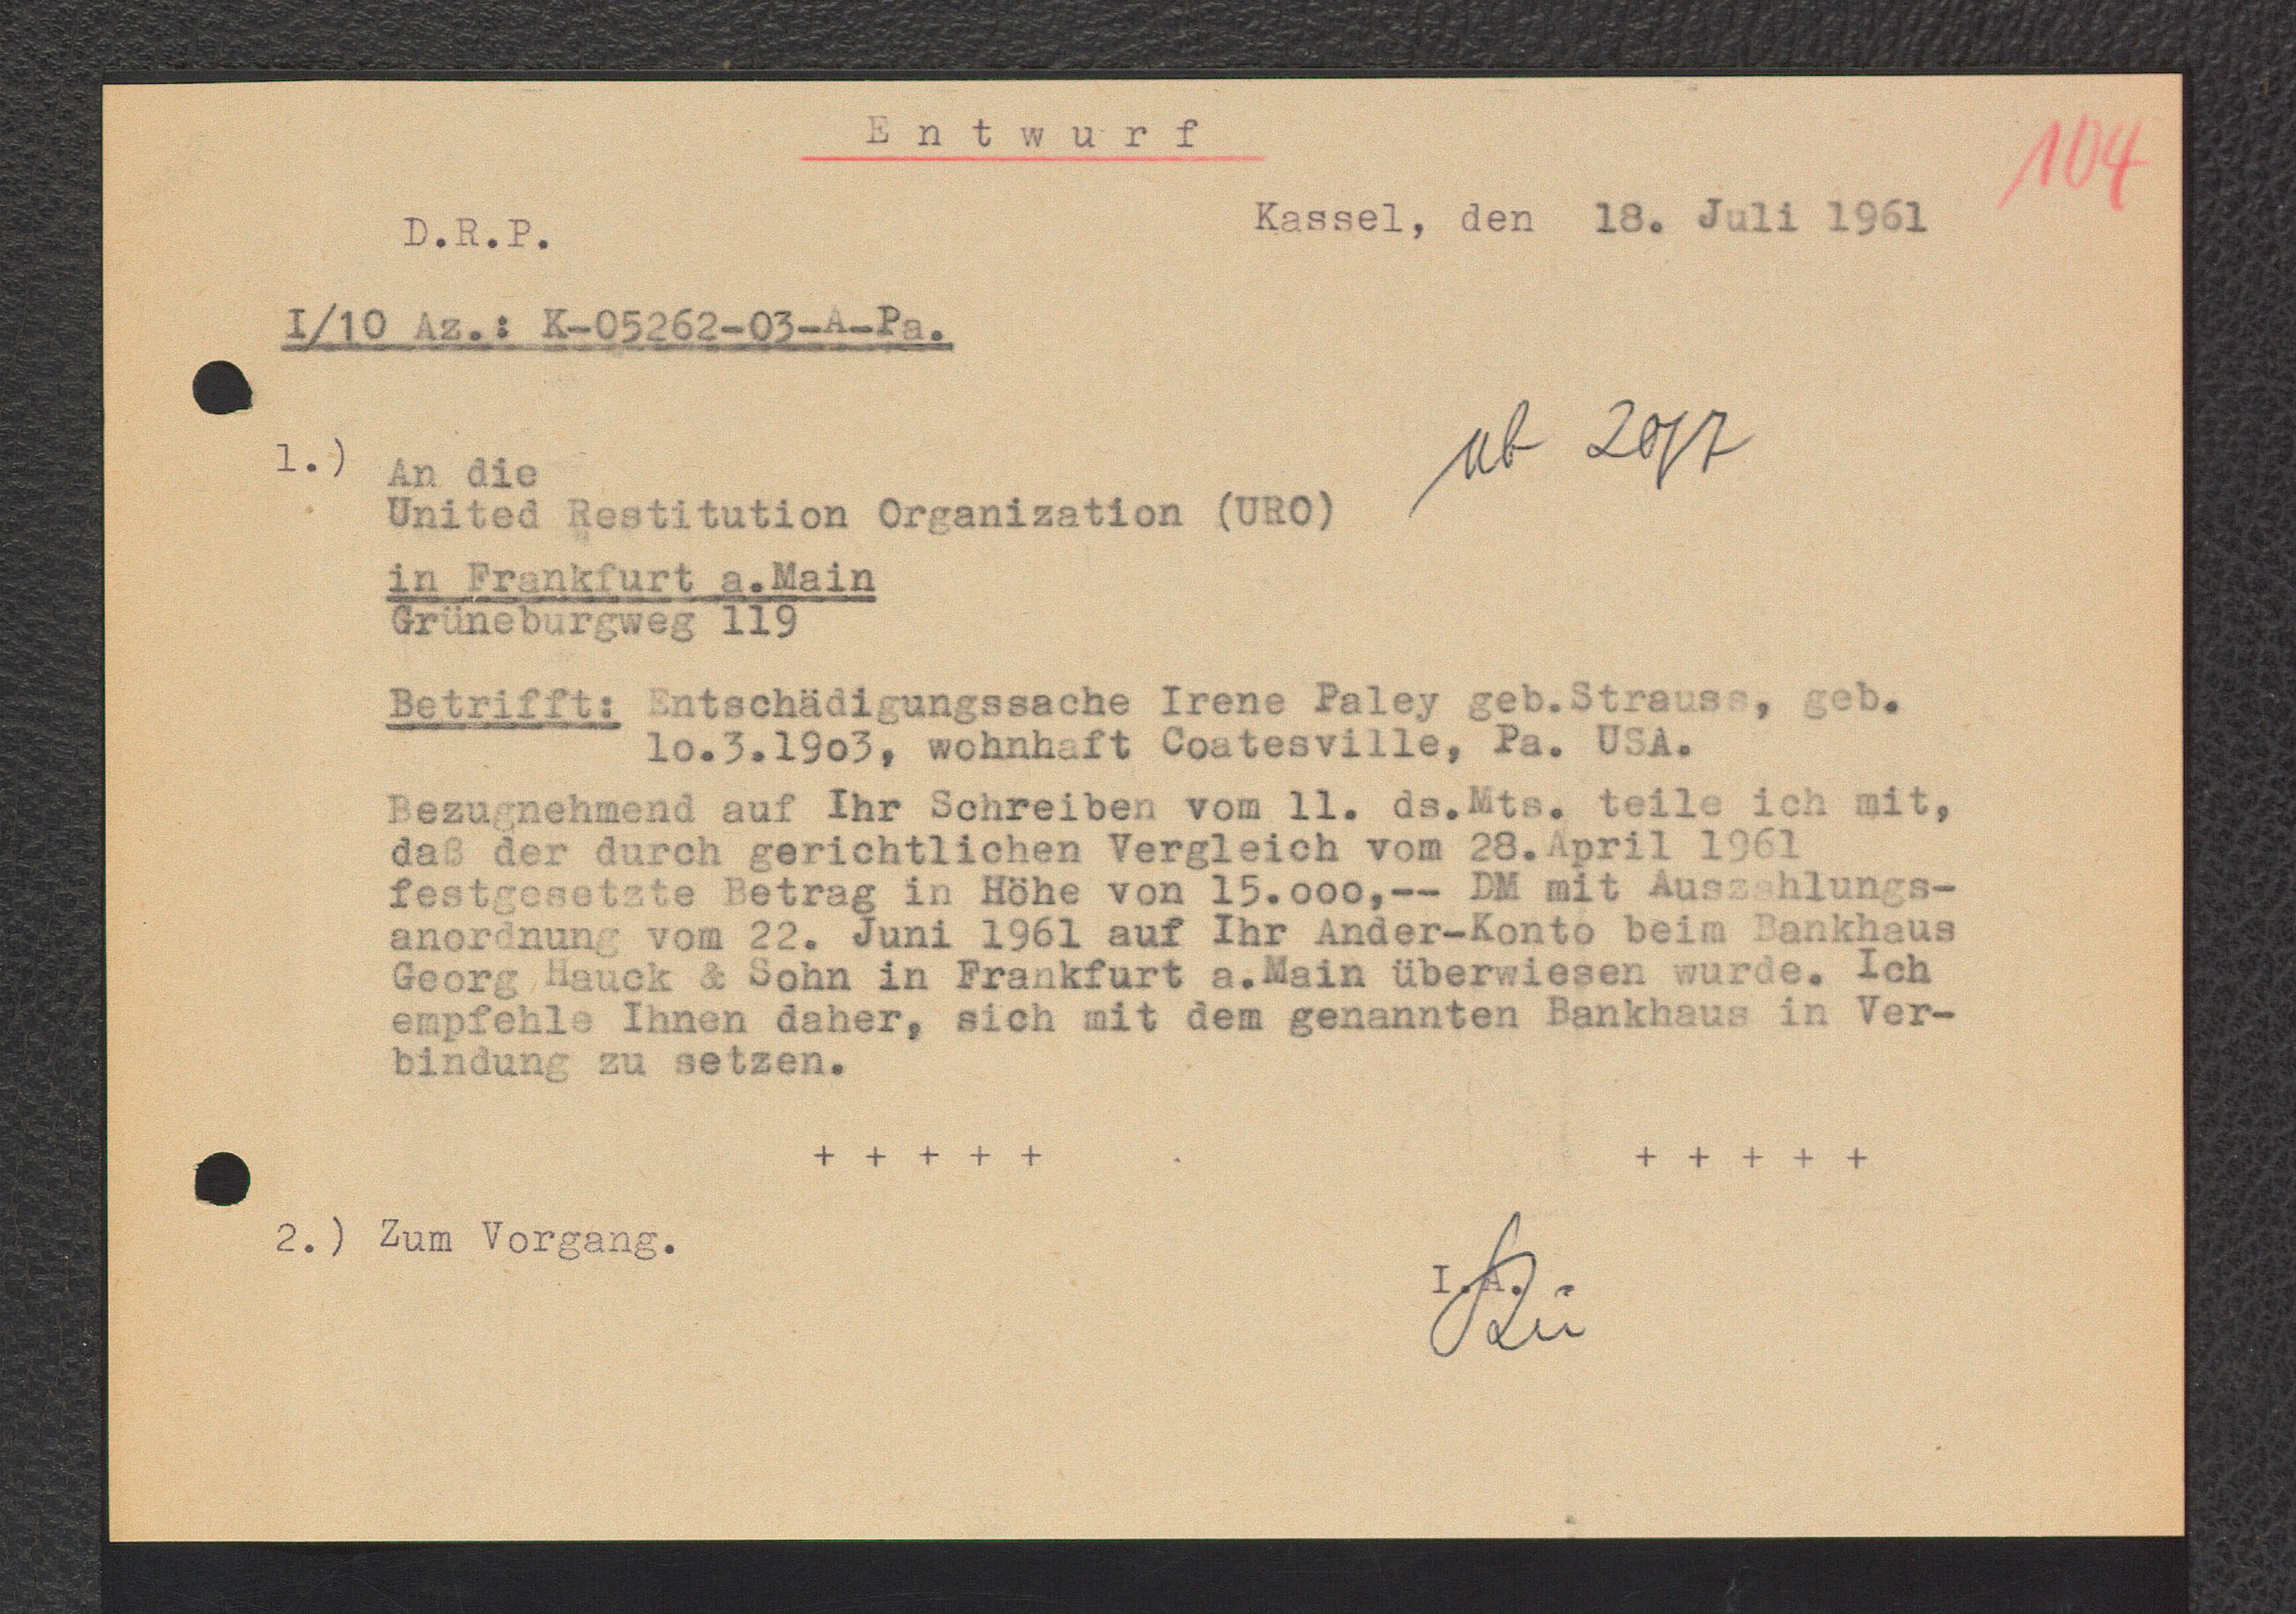 Entwurf
104
D.R.P.
Kassel, den 18. Juli 1961
I/10 Az.: K-05262-03-A-Pa.
ab 20/7
1.) An die
United Restitution Organization (URO)
in Frankfurt a.Main
Grüneburgweg 119
Betrifft: Entschädigungssache Irene Paley geb.Strauss, geb.
lo.3.19o3, wohnhaft Coatesville, Pa. USA.
Bezugnehmend auf Ihr Schreiben vom 11. ds.Mts. teile ich mit,
daß der durch gerichtlichen Vergleich vom 28.April 1961
festgesetzte Betrag in Höhe von 15.ooo,-- DM mit Auszahlungs-
anordnung vom 22. Juni 1961 auf Ihr Ander-Konto beim Bankhaus
Georg Hauck & Sohn in Frankfurt a.Main überwiesen wurde. Ich
empfehle Ihnen daher, sich mit dem genannten Bankhaus in Ver-
bindung zu setzen.
+ + + + + + + + + +
2.) Zum Vorgang.
I.A.